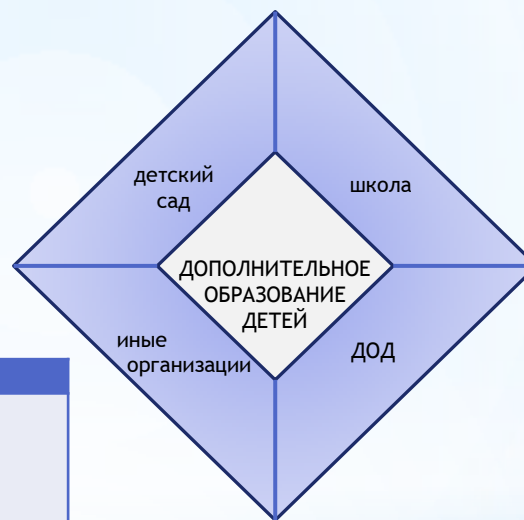 детский
сад
школа
ДОПОЛНИТЕЛЬНОЕ
ОБРАЗОВАНИЕ
ДЕТЕЙ
иные
организации
ДОД